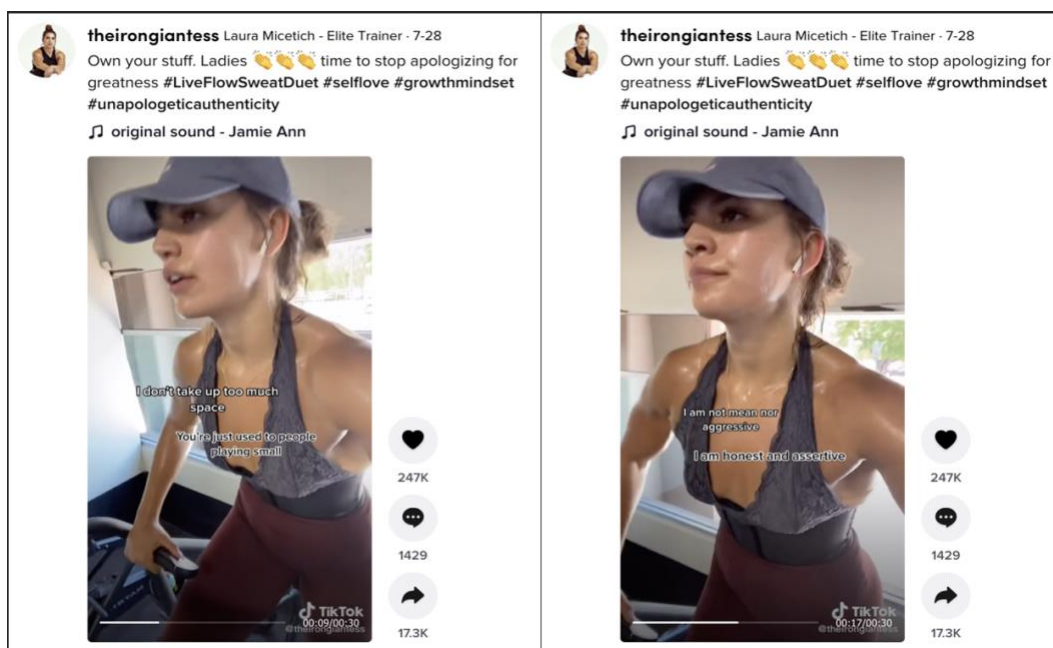 theirongiantess Laura Micetich - Elite Trainer · 7-28
Own your stuff. Ladies 👏👏👏 time to stop apologizing for
greatness #LiveFlowSweatDuet #selflove #growthmindset
#unapologeticauthenticity
♫ original sound - Jamie Ann
I don't take up too much
space
You're just used to people
playing small
TikTok
00:09/00:30
@theirongiantess
247K
1429
17.3K
theirongiantess Laura Micetich - Elite Trainer · 7-28
Own your stuff. Ladies 👏👏👏 time to stop apologizing for
greatness #LiveFlowSweatDuet #selflove #growthmindset
#unapologeticauthenticity
♫ original sound - Jamie Ann
I am not mean nor
aggressive
I am honest and assertive
TikTok
00:17/00:30
@theirongiantess
247K
1429
17.3K